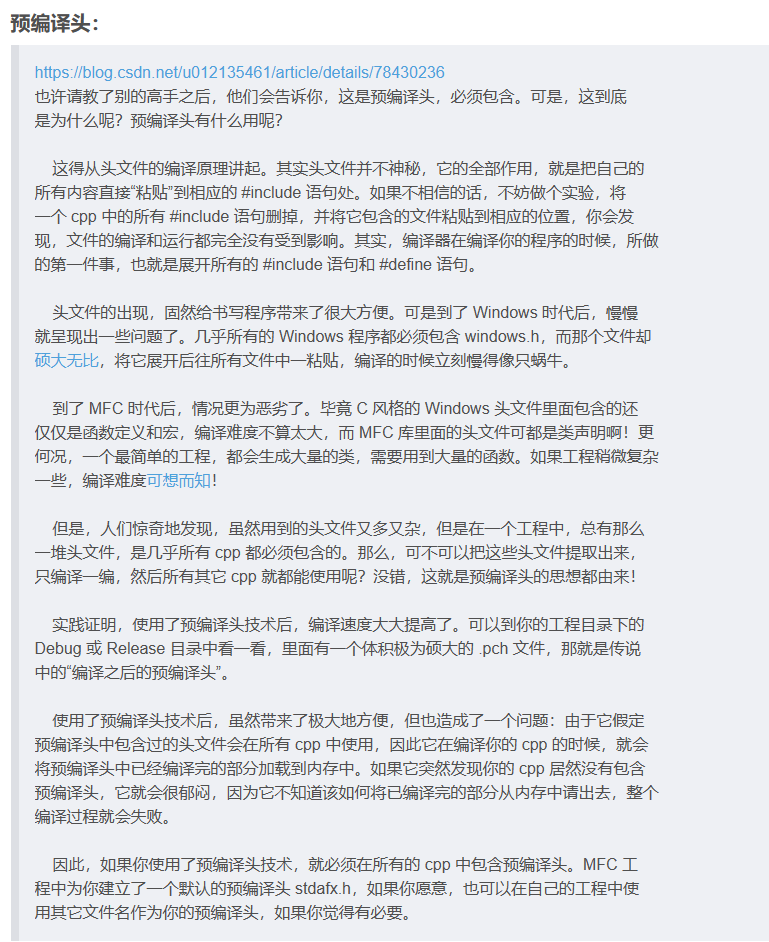 预编译头：
https://blog.csdn.net/u012135461/article/details/78430236
也许请教了别的高手之后，他们会告诉你，这是预编译头，必须包含。可是，这到底
是为什么呢？预编译头有什么用呢？
这得从头文件的编译原理讲起。其实头文件并不神秘，它的全部作用，就是把自己的
所有内容直接“粘贴”到相应的 #include 语句处。如果不相信的话，不妨做个实验，将
一个 cpp 中的所有 #include 语句删掉，并将它包含的文件粘贴到相应的位置，你会发
现，文件的编译和运行都完全没有受到影响。其实，编译器在编译你的程序的时候，所做
的第一件事，也就是展开所有的 #include 语句和 #define 语句。
头文件的出现，固然给书写程序带来了很大方便。可是到了 Windows 时代后，慢慢
就呈现出一些问题了。几乎所有的 Windows 程序都必须包含 windows.h，而那个文件却
硕大无比，将它展开后往所有文件中一粘贴，编译的时候立刻慢得像只蜗牛。
到了 MFC 时代后，情况更为恶劣了。毕竟 C 风格的 Windows 头文件里面包含的还
仅仅是函数定义和宏，编译难度不算太大，而 MFC 库里面的头文件可都是类声明啊！更
何况，一个最简单的工程，都会生成大量的类，需要用到大量的函数。如果工程稍微复杂
一些，编译难度可想而知！
但是，人们惊奇地发现，虽然用到的头文件又多又杂，但是在一个工程中，总有那么
一堆头文件，是几乎所有 cpp 都必须包含的。那么，可不可以把这些头文件提取出来，
只编译一编，然后所有其它 cpp 就都能使用呢？没错，这就是预编译头的思想都由来！
实践证明，使用了预编译头技术后，编译速度大大提高了。可以到你的工程目录下的
Debug 或 Release 目录中看一看，里面有一个体积极为硕大的 .pch 文件，那就是传说
中的“编译之后的预编译头”。
使用了预编译头技术后，虽然带来了极大地方便，但也造成了一个问题：由于它假定
预编译头中包含过的头文件会在所有 cpp 中使用，因此它在编译你的 cpp 的时候，就会
将预编译头中已经编译完的部分加载到内存中。如果它突然发现你的 cpp 居然没有包含
预编译头，它就会很郁闷，因为它不知道该如何将已编译完的部分从内存中请出去，整个
编译过程就会失败。
因此，如果你使用了预编译头技术，就必须在所有的 cpp 中包含预编译头。MFC 工
程中为你建立了一个默认的预编译头 stdafx.h，如果你愿意，也可以在自己的工程中使
用其它文件名作为你的预编译头，如果你觉得有必要。